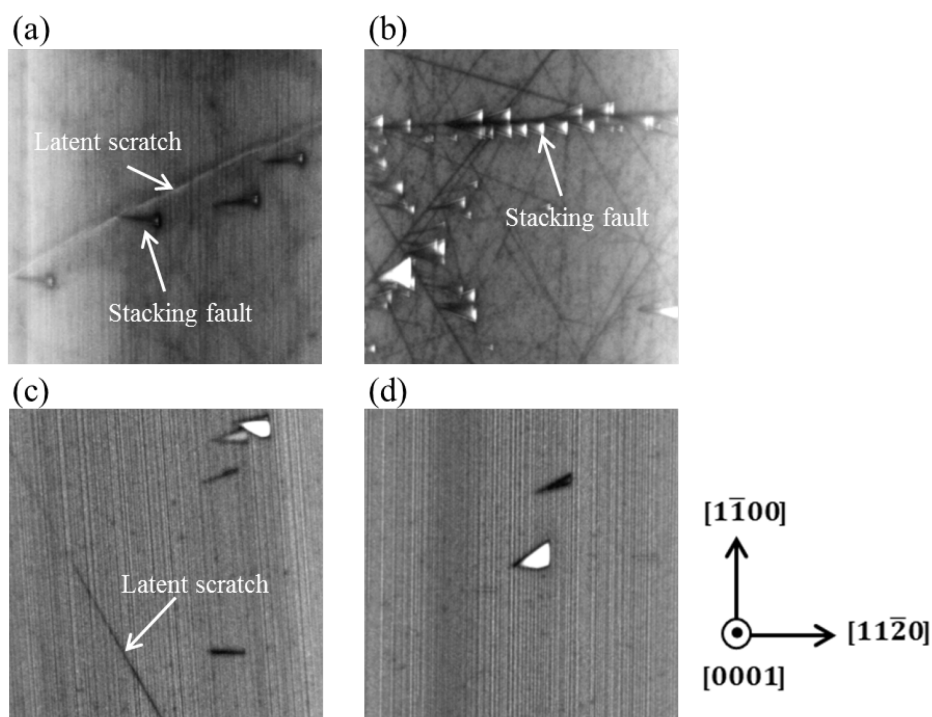 (a)
(b)
Latent scratch
Stacking fault
Stacking fault
(c)
(d)
Latent scratch
[11̅00]
[112̅0]
[0001]